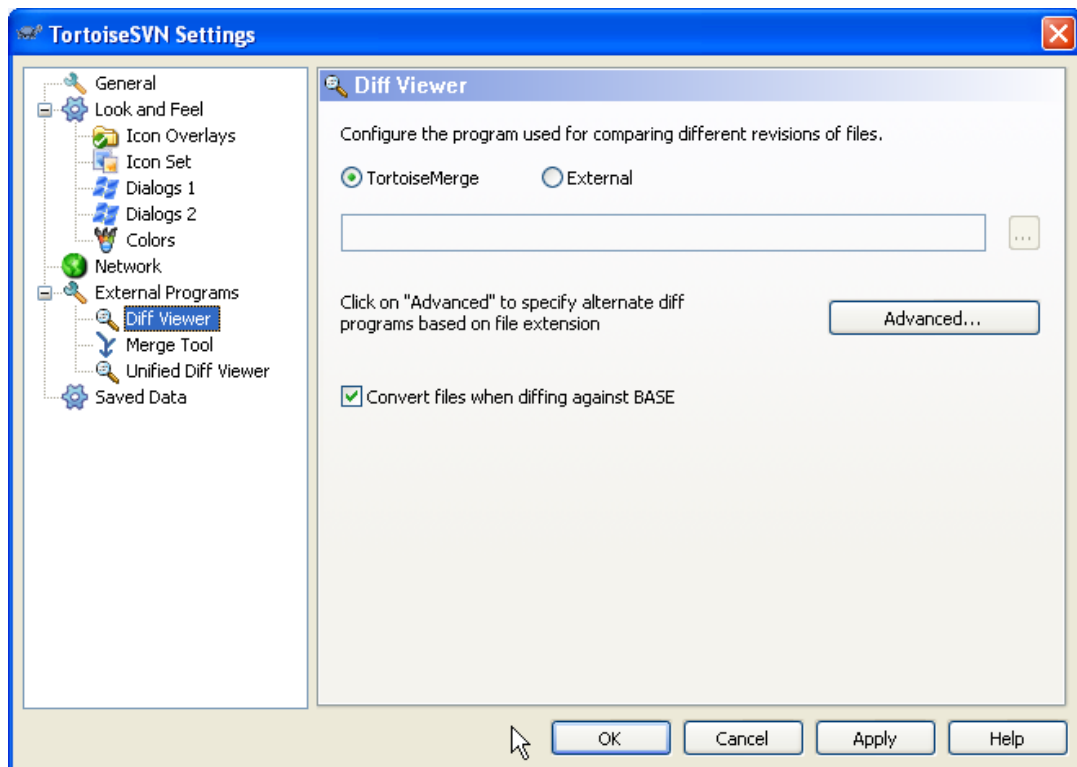 TortoiseSVN Settings
General
Look and Feel
Icon Overlays
Icon Set
Dialogs 1
Dialogs 2
Colors
Network
External Programs
Diff Viewer
Merge Tool
Unified Diff Viewer
Saved Data
Diff Viewer
Configure the program used for comparing different revisions of files.
TortoiseMerge
External
...
Click on "Advanced" to specify alternate diff
programs based on file extension
Advanced...
Convert files when diffing against BASE
OK
Cancel
Apply
Help